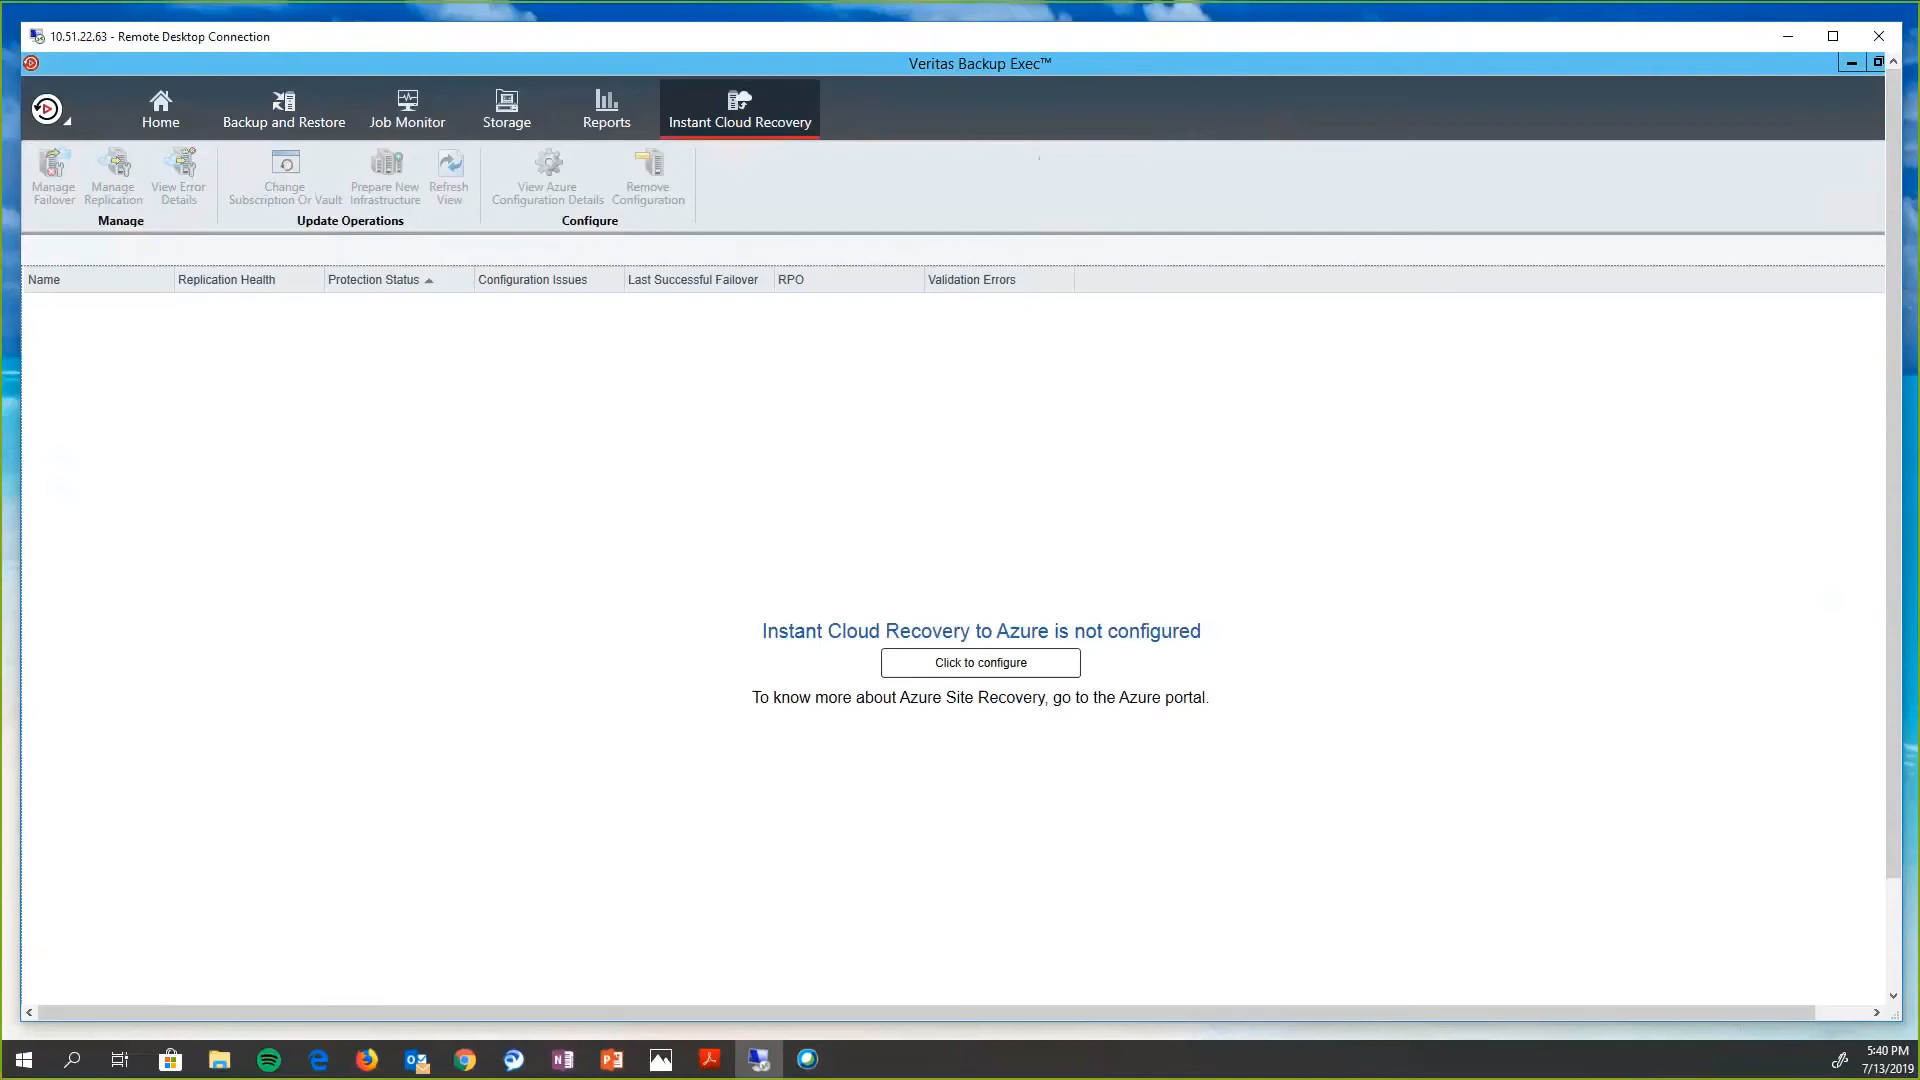 10.51.22.63 - Remote Desktop Connection
Veritas Backup Exec™
Home
Backup and Restore
Job Monitor
Storage
Reports
Instant Cloud Recovery
Manage Failover
Manage Replication
View Error Details
Change Subscription Or Vault
Prepare New Infrastructure
Refresh View
View Azure Configuration Details
Remove Configuration
Manage
Update Operations
Configure
Name
Replication Health
Protection Status
Configuration Issues
Last Successful Failover
RPO
Validation Errors
Instant Cloud Recovery to Azure is not configured
Click to configure
To know more about Azure Site Recovery, go to the Azure portal.
5:40 PM
7/13/2019